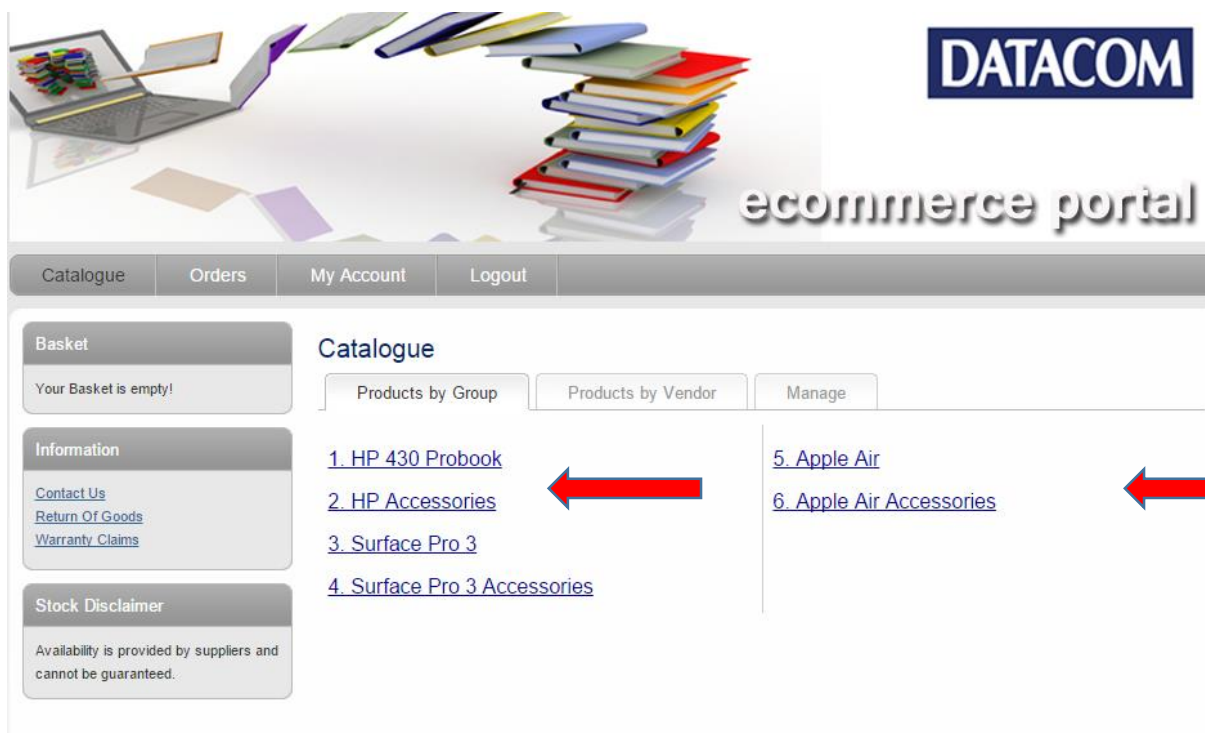 DATACOM
ecommerce portal
Catalogue Orders My Account Logout
Basket
Your Basket is empty!
Information
Contact Us
Return Of Goods
Warranty Claims
Stock Disclaimer
Availability is provided by suppliers and
cannot be guaranteed.
Catalogue
Products by Group Products by Vendor Manage
1. HP 430 Probook
2. HP Accessories
3. Surface Pro 3
4. Surface Pro 3 Accessories
5. Apple Air
6. Apple Air Accessories